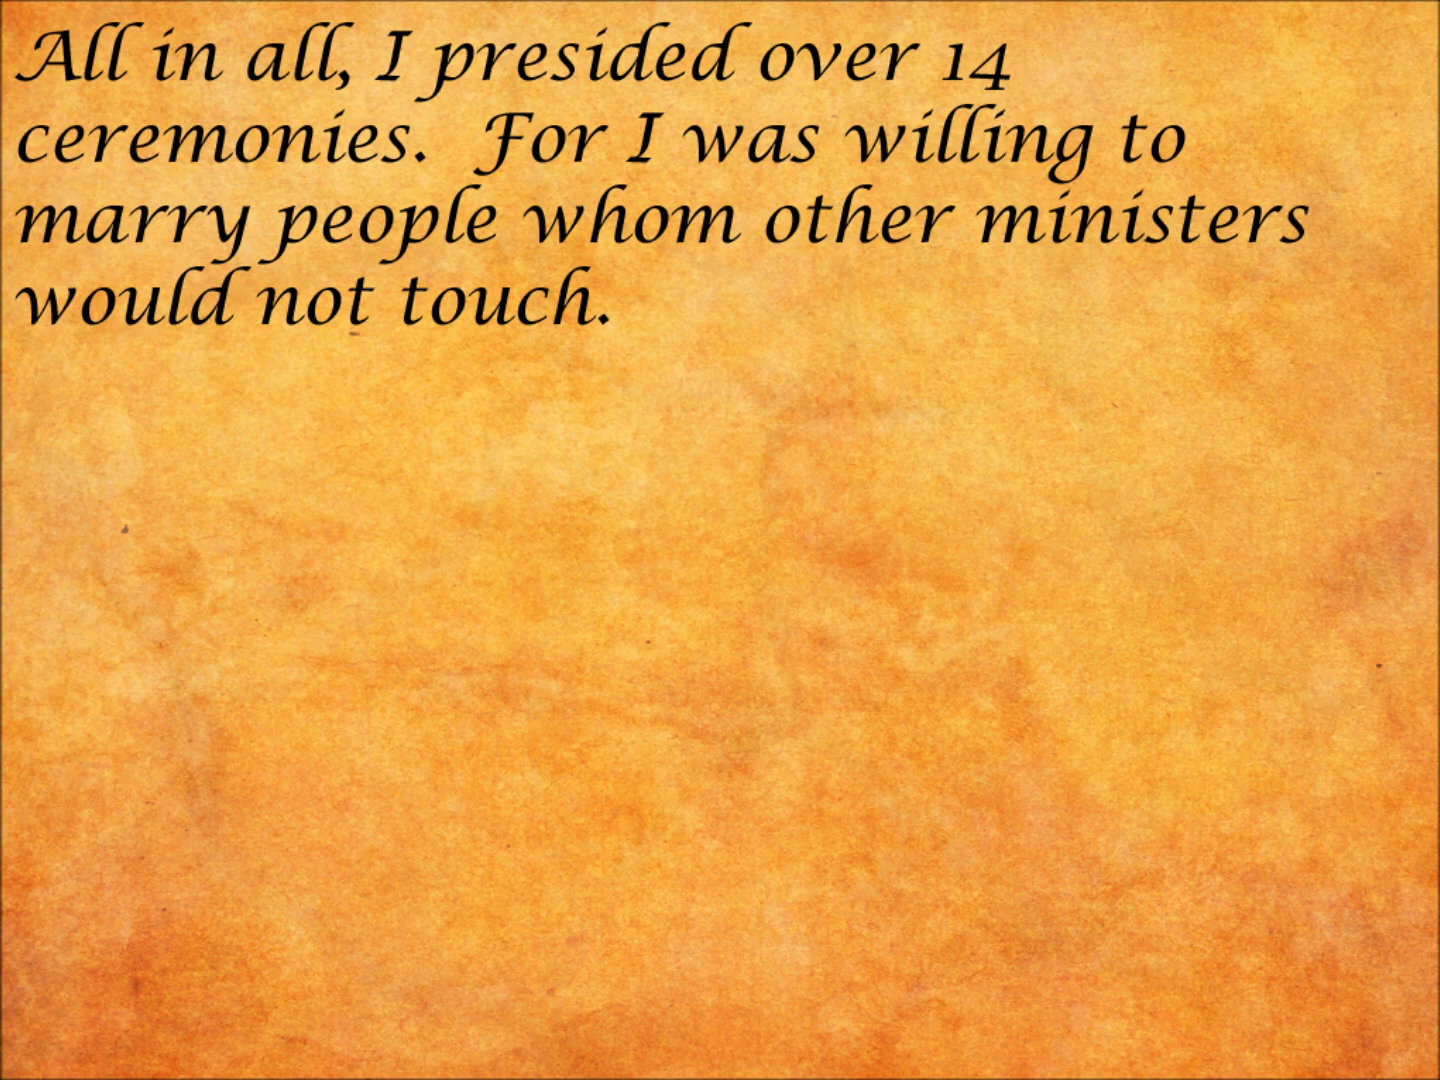 All in all, I presided over 14
ceremonies.  For I was willing to
marry people whom other ministers
would not touch.